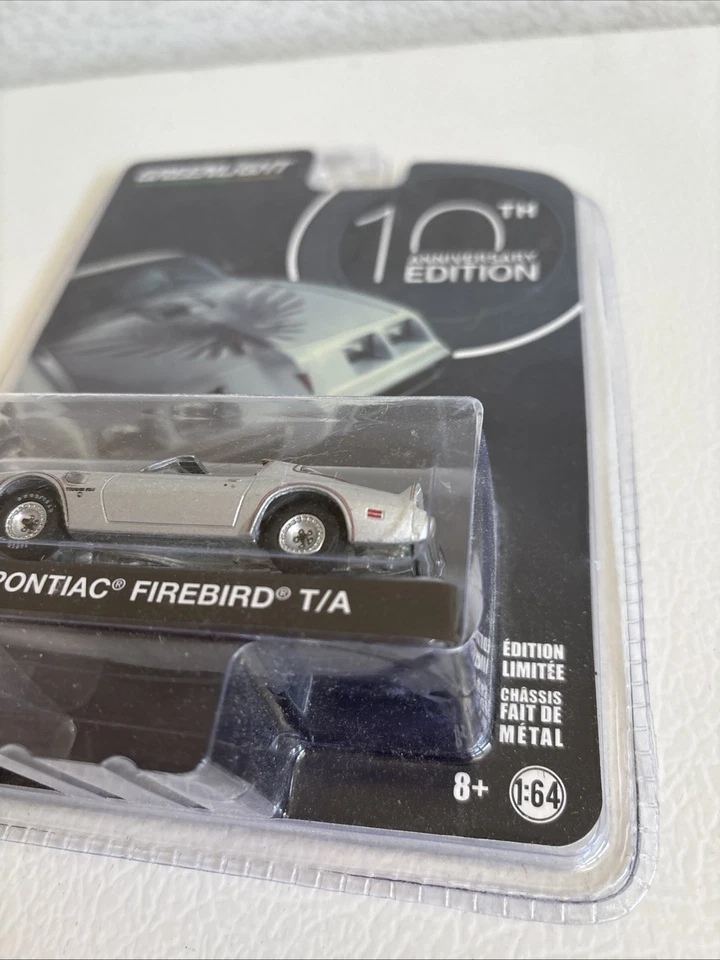 GREENLIGHT
10TH
ANNIVERSARY
EDITION
PONTIAC® FIREBIRD® T/A
ÉDITION
LIMITÉE
CHÂSSIS
FAIT DE
MÉTAL
8+
1:64